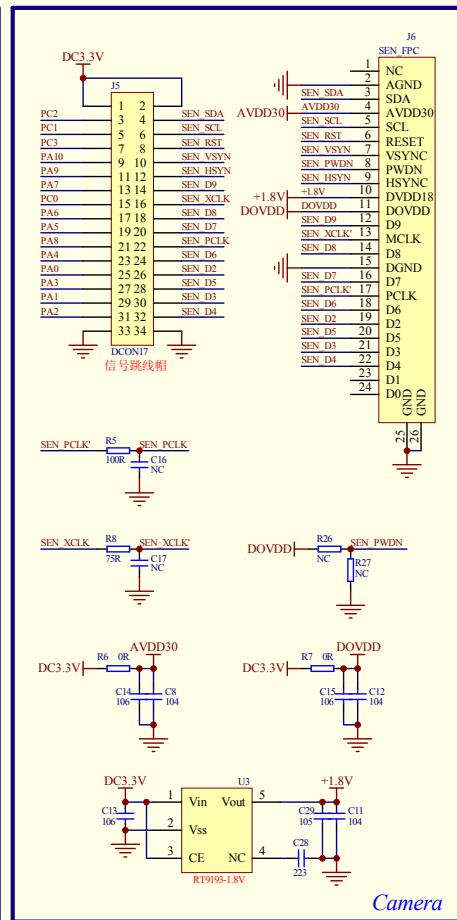 DC3.3V
J5
1 2
PC2 3 4 SEN_SDA
PC1 5 6 SEN_SCL
PC3 7 8 SEN_RST
PA10 9 10 SEN_VSYN
PA9 11 12 SEN_HSYN
PA7 13 14 SEN_D9
PC0 15 16 SEN_XCLK
PA6 17 18 SEN_D8
PA5 19 20 SEN_D7
PA8 21 22 SEN_PCLK
PA4 23 24 SEN_D6
PA0 25 26 SEN_D2
PA3 27 28 SEN_D5
PA1 29 30 SEN_D3
PA2 31 32 SEN_D4
33 34
DCON17
信号跳线帽
J6
SEN_FPC
1 NC
2 AGND
SEN_SDA 3 SDA
AVDD30 AVDD30 4 AVDD30
SEN_SCL 5 SCL
SEN_RST 6 RESET
SEN_VSYN 7 VSYNC
SEN_PWDN 8 PWDN
SEN_HSYN 9 HSYNC
+1.8V +1.8V 10 DVDD18
DOVDD DOVDD 11 DOVDD
SEN_D9 12 D9
SEN_XCLK' 13 MCLK
SEN_D8 14 D8
15 DGND
SEN_D7 16 D7
SEN_PCLK' 17 PCLK
SEN_D6 18 D6
SEN_D2 19 D2
SEN_D5 20 D5
SEN_D3 21 D3
SEN_D4 22 D4
23 D1
24 D0
GND GND
25 26
SEN_PCLK' R5 SEN_PCLK
100R C16
NC
SEN_XCLK R8 SEN_XCLK'
75R C17
NC
R26 SEN_PWDN
DOVDD
NC R27
NC
AVDD30
R6 0R
DC3.3V
C14 C8
106 104
DOVDD
R7 0R
DC3.3V
C15 C12
106 104
DC3.3V U3 +1.8V
1 Vin Vout 5
C13 C29 C11
106 2 Vss 105 104
C28
3 CE NC 4
223
RT9193-1.8V
Camera